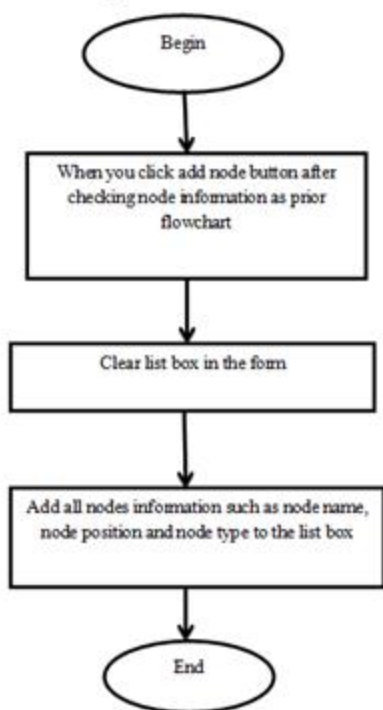 Begin
When you click add node button after
checking node information as prior
flowchart
Clear list box in the form
Add all nodes information such as node name,
node position and node type to the list box
End